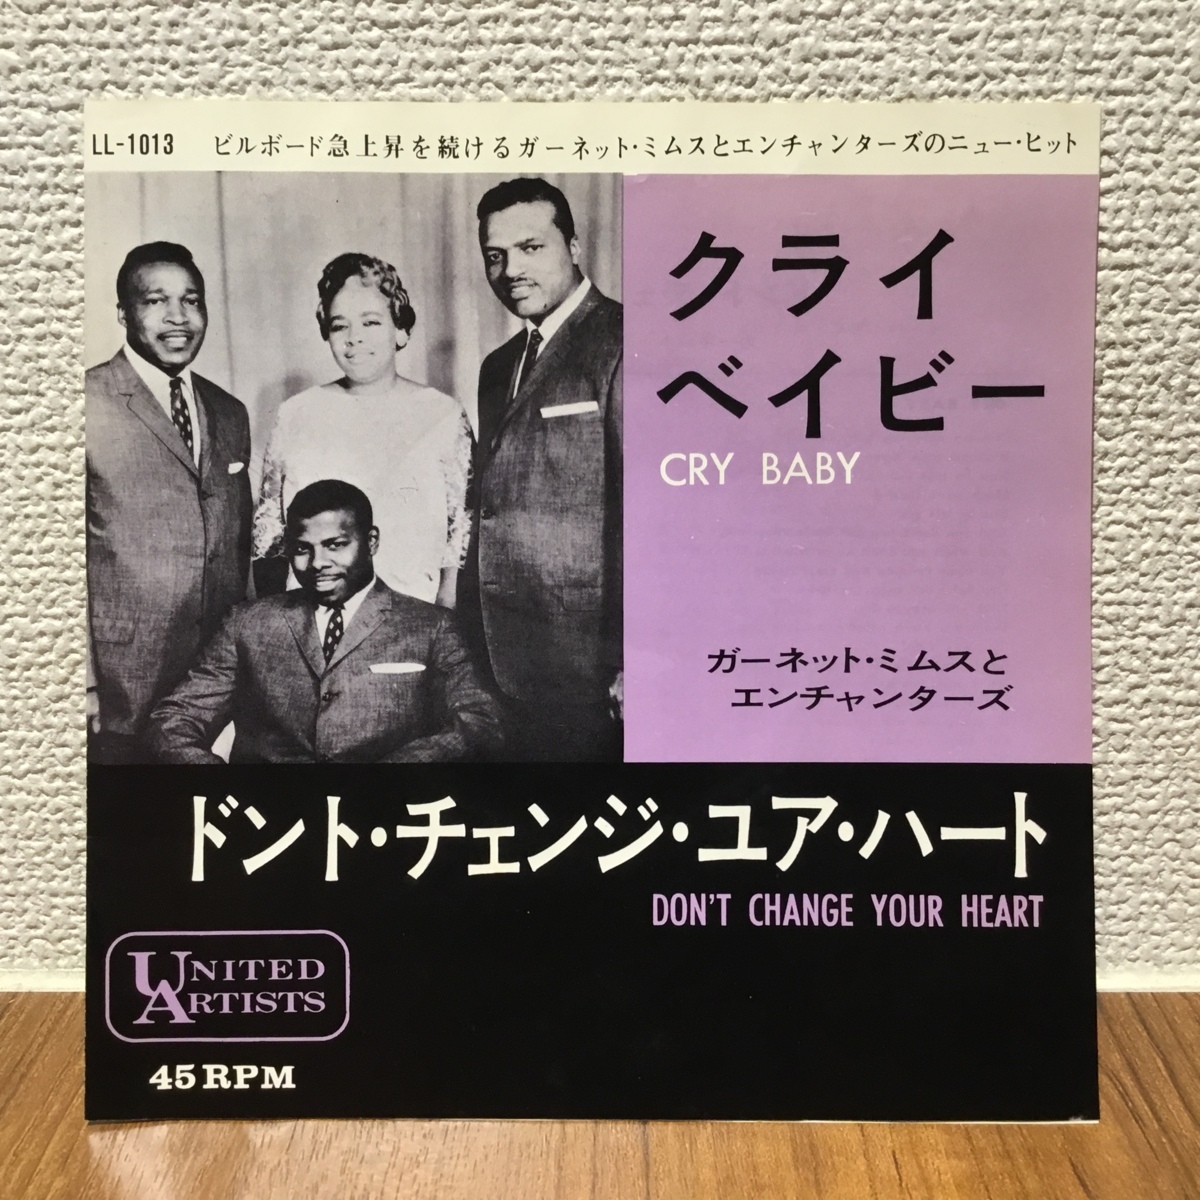 LL-1013 ビルボード急上昇を続けるガーネット・ミムスとエンチャンターズのニュー・ヒット
クライ
ベイビー
CRY BABY
ガーネット・ミムスと
エンチャンターズ
ドント・チェンジ・ユア・ハート
DON'T CHANGE YOUR HEART
UNITED
ARTISTS
45 RPM